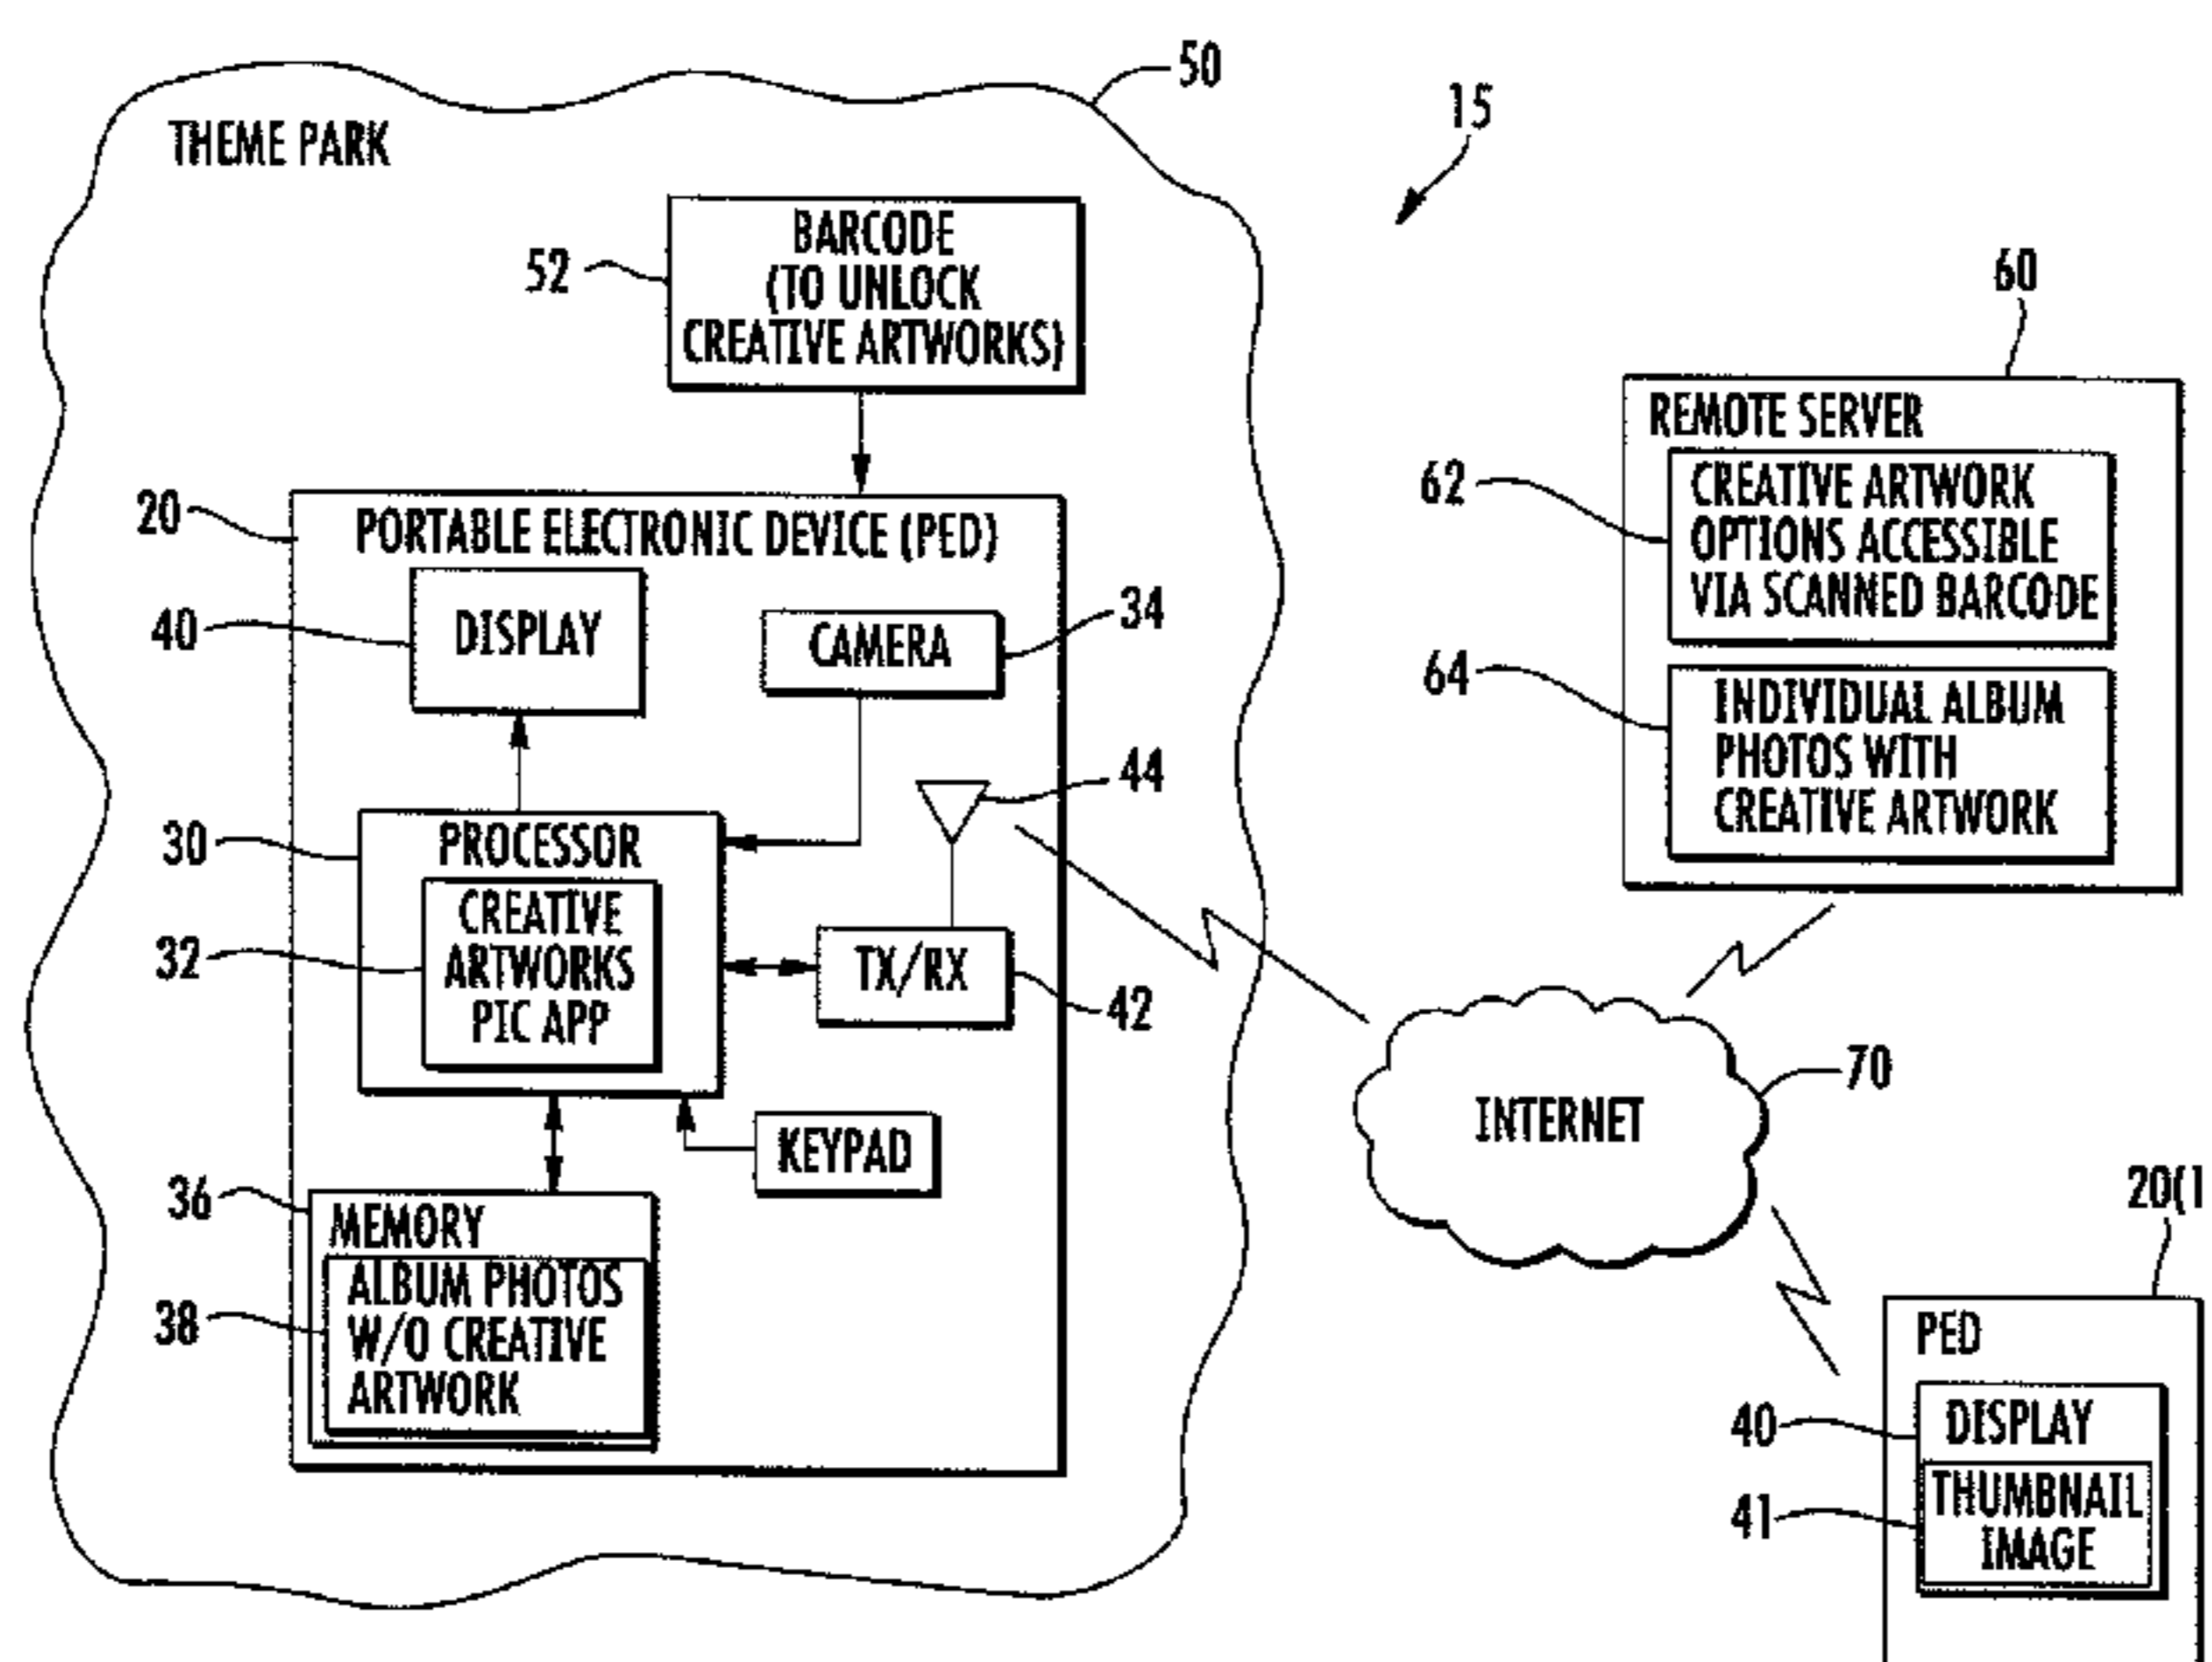 50
15
THEME PARK
52
BARCODE
(TO UNLOCK
CREATIVE ARTWORKS)
60
REMOTE SERVER
62
CREATIVE ARTWORK
OPTIONS ACCESSIBLE
VIA SCANNED BARCODE
64
INDIVIDUAL ALBUM
PHOTOS WITH
CREATIVE ARTWORK
20
PORTABLE ELECTRONIC DEVICE (PED)
40
DISPLAY
CAMERA
34
44
30
PROCESSOR
32
CREATIVE
ARTWORKS
PIC APP
TX/RX
42
KEYPAD
36
MEMORY
38
ALBUM PHOTOS
W/O CREATIVE
ARTWORK
INTERNET
70
20(1
PED
40
DISPLAY
41
THUMBNAIL
IMAGE